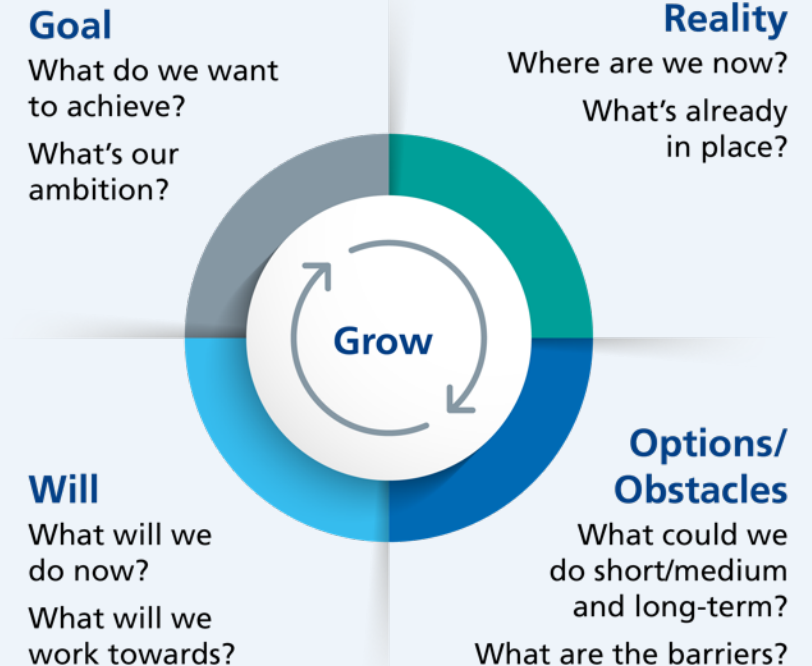 Goal
What do we want
to achieve?
What's our
ambition?
Reality
Where are we now?
What's already
in place?
Grow
Options/
Obstacles
What could we
do short/medium
and long-term?
What are the barriers?
Will
What will we
do now?
What will we
work towards?